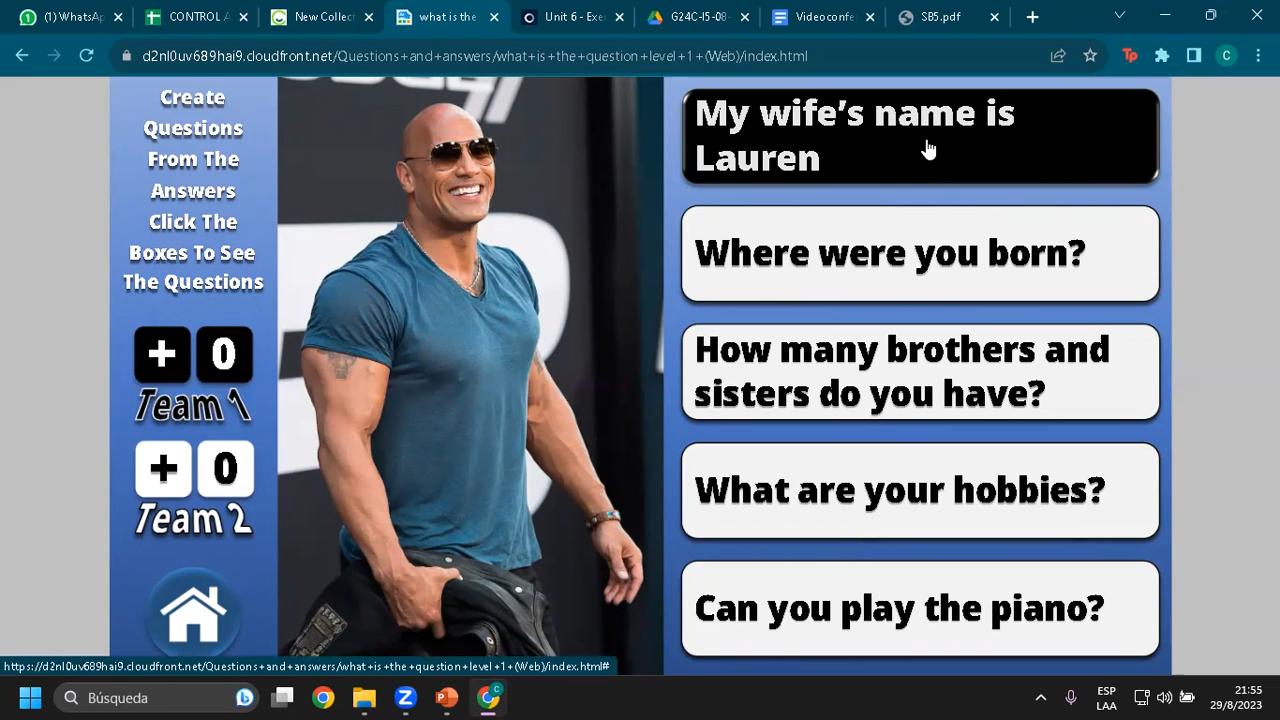 (1) WhatsA
CONTROL A
New Collec
what is the
Unit 6 - Exe
G24C-I5-08-
Videoconfe
SB5.pdf
d2nl0uv689hai9.cloudfront.net/Questions+and+answers/what+is+the+question+level+1+(Web)/index.html
Tp
C
Create
Questions
From The
Answers
Click The
Boxes To See
The Questions
+ 0
Team 1
+ 0
Team 2
My wife’s name is
Lauren
Where were you born?
How many brothers and
sisters do you have?
What are your hobbies?
Can you play the piano?
https://d2nl0uv689hai9.cloudfront.net/Questions+and+answers/what+is+the+question+level+1+(Web)/index.html#
Búsqueda
ESP
LAA
21:55
29/8/2023